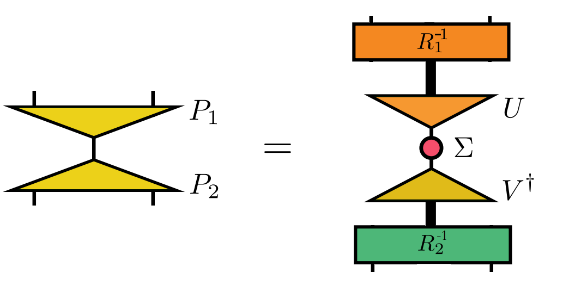 R₁⁻¹
U
P₁
=
Σ
P₂
V†
R₂⁻¹